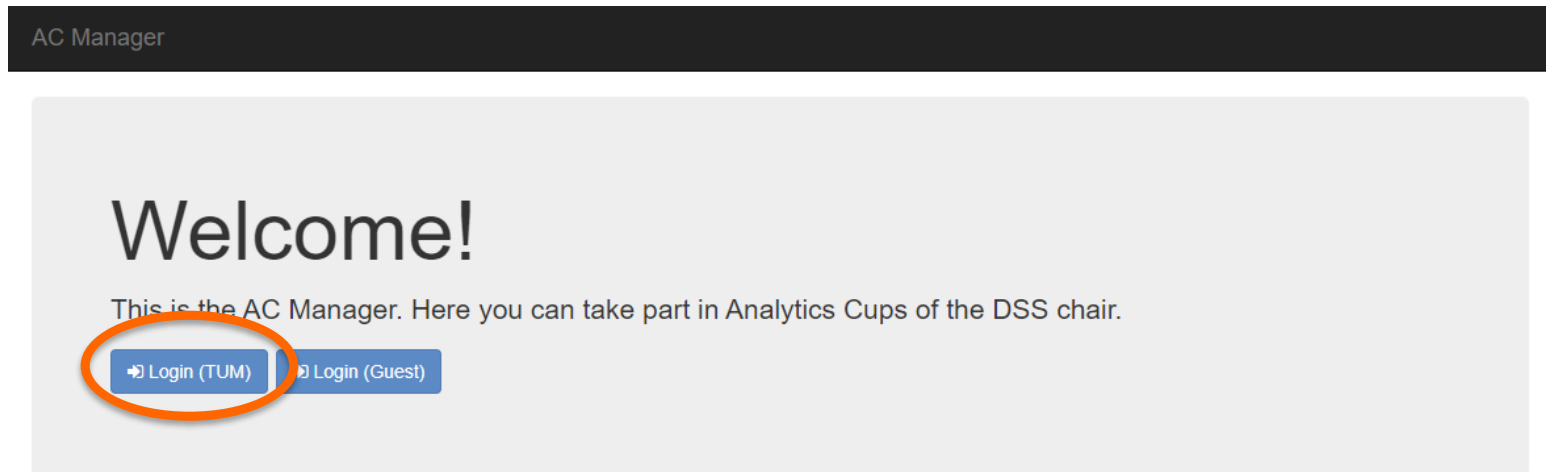 AC Manager
Welcome!
This is the AC Manager. Here you can take part in Analytics Cups of the DSS chair.
Login (TUM) Login (Guest)